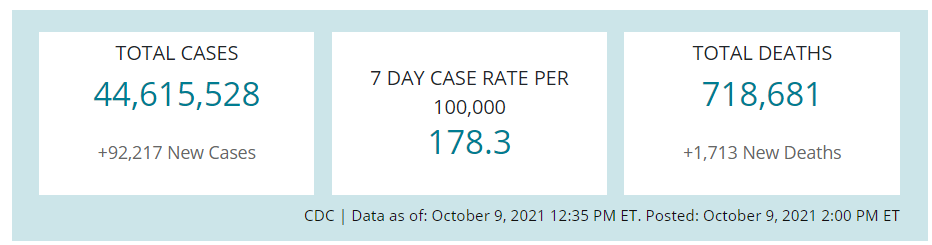 TOTAL CASES
44,615,528
+92,217 New Cases
7 DAY CASE RATE PER
100,000
178.3
TOTAL DEATHS
718,681
+1,713 New Deaths
CDC | Data as of: October 9, 2021 12:35 PM ET. Posted: October 9, 2021 2:00 PM ET